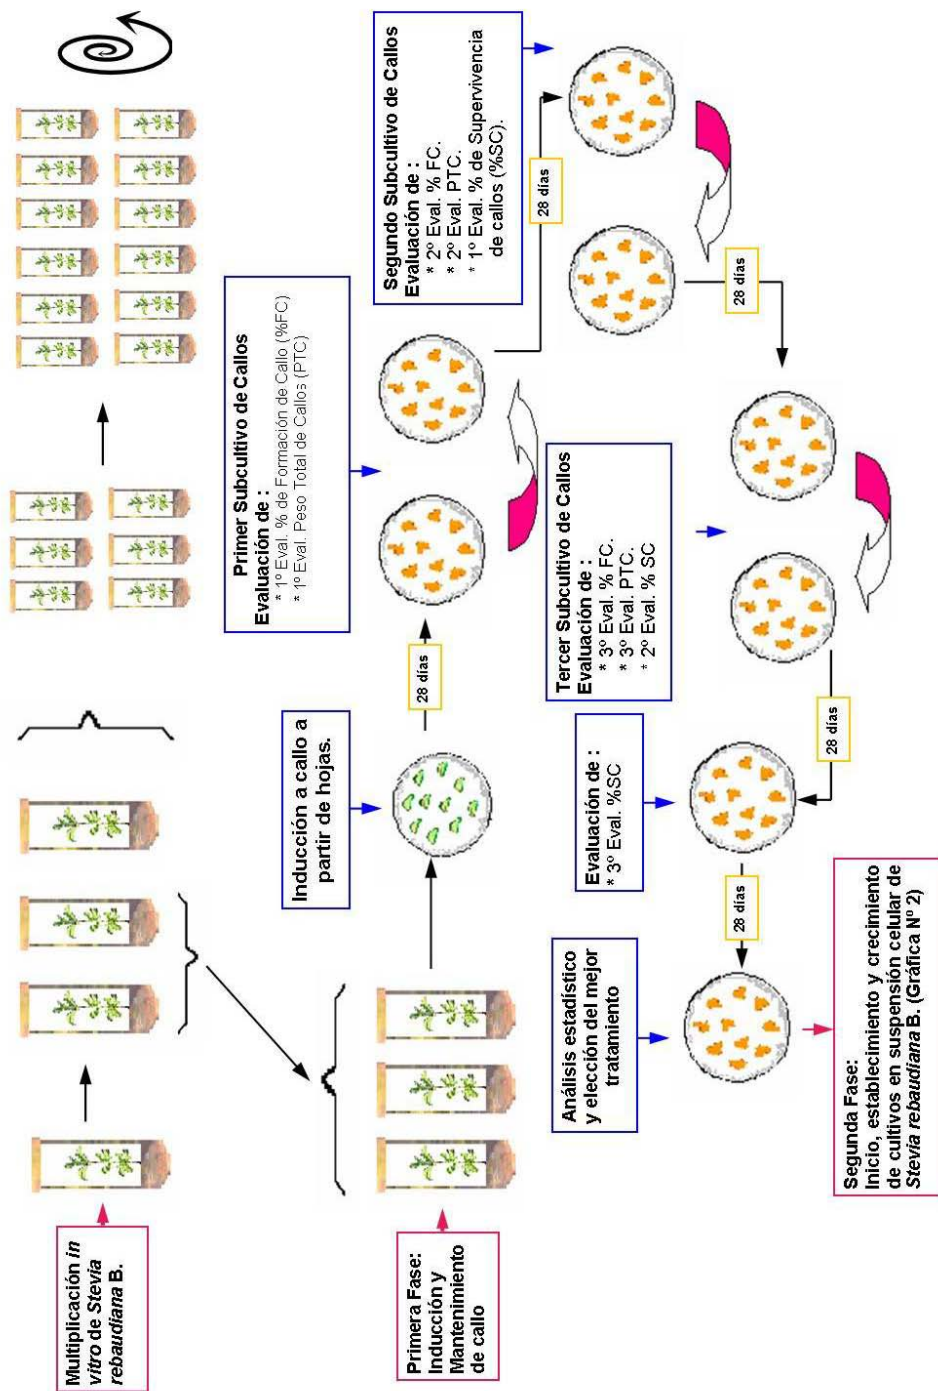 Multiplicación in
vitro de Stevia
rebaudiana B.
Primera Fase:
Inducción y
Mantenimiento
de callo
Inducción a callo a
partir de hojas.
28 días
Primer Subcultivo de Callos
Evaluación de :
* 1º Eval. % de Formación de Callo (%FC)
* 1º Eval. Peso Total de Callos (PTC)
28 días
Segundo Subcultivo de Callos
Evaluación de :
* 2º Eval. % FC.
* 2º Eval. PTC.
* 1º Eval. % de Supervivencia
de callos (%SC).
28 días
Tercer Subcultivo de Callos
Evaluación de :
* 3º Eval. % FC.
* 3º Eval. PTC.
* 2º Eval. % SC
28 días
Evaluación de :
* 3º Eval. %SC
28 días
Análisis estadístico
y elección del mejor
tratamiento
Segunda Fase:
Inicio, establecimiento y crecimiento
de cultivos en suspensión celular de
Stevia rebaudiana B. (Gráfica Nº 2)